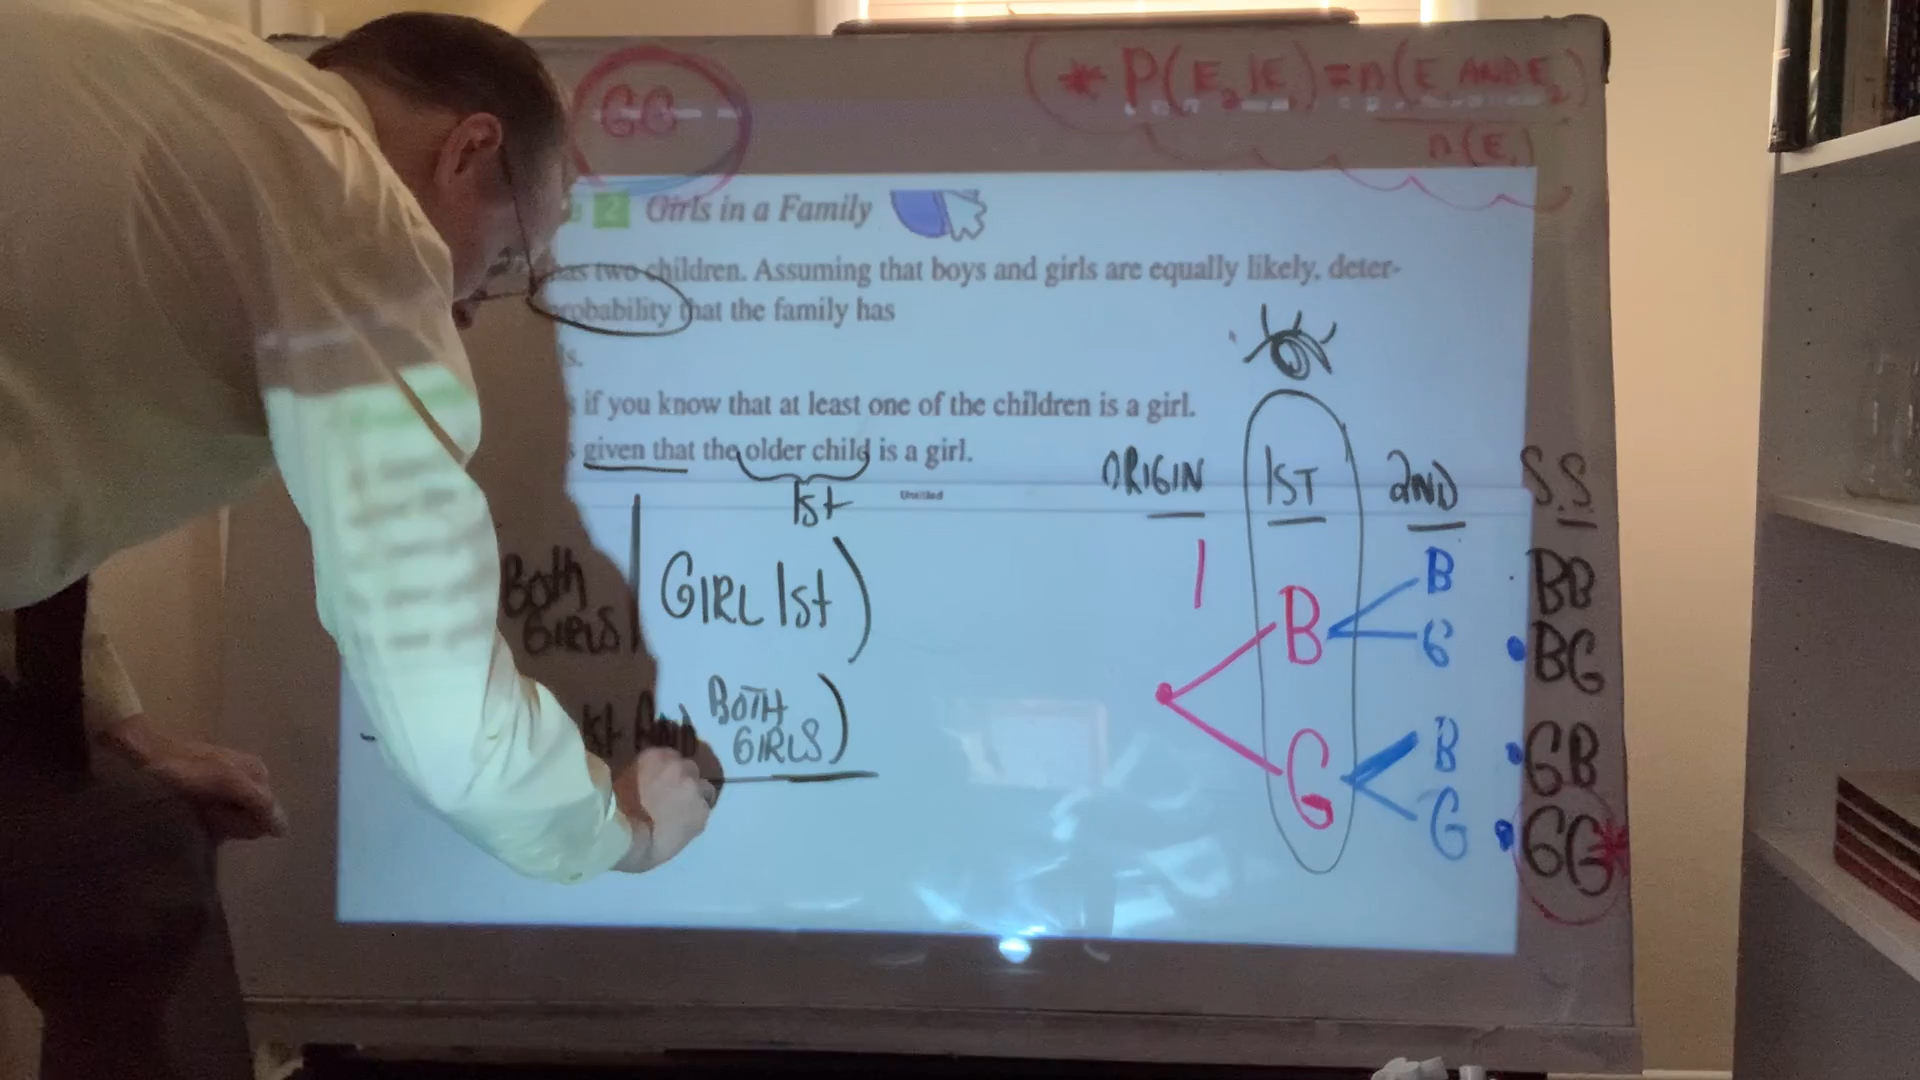 GG
* P(E₂|E₁) = n(E₁ AND E₂)
n(E₁)
2 Girls in a Family
has two children. Assuming that boys and girls are equally likely, deter-
probability that the family has
if you know that at least one of the children is a girl.
given that the older child is a girl.
1st
Untitled
ORIGIN 1ST 2ND S.S
Both GIRLS | GIRL 1st)
1st AND BOTH GIRLS)
1
B B BB
G BG
G B GB
G GG*